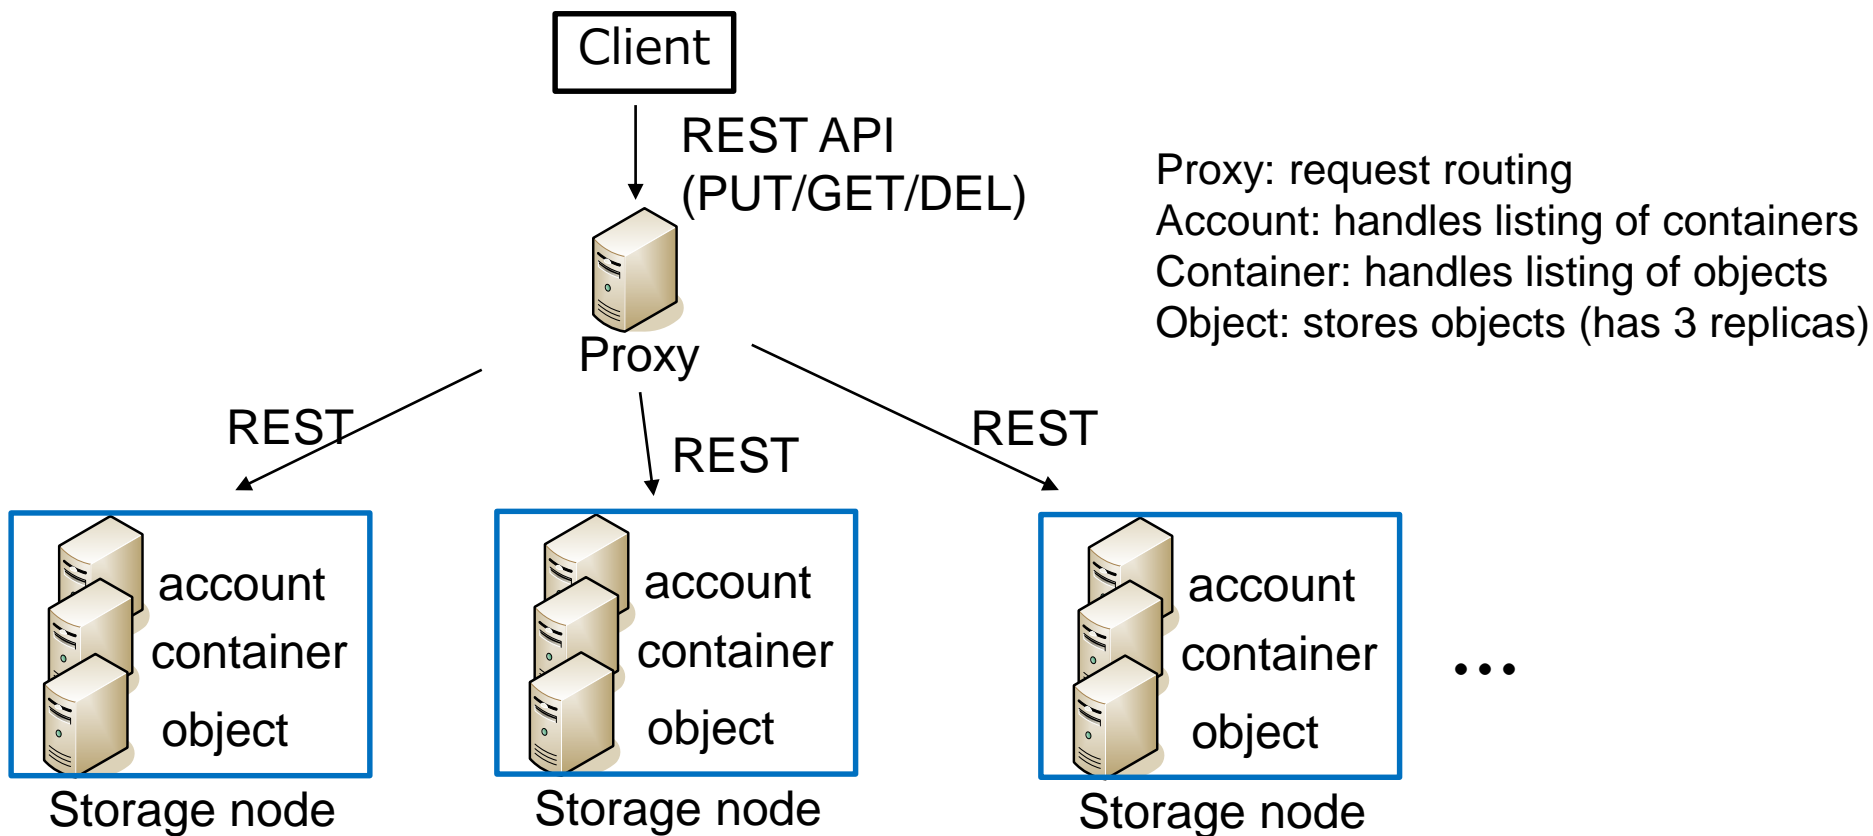 Client
REST API
(PUT/GET/DEL)
Proxy: request routing
Account: handles listing of containers
Container: handles listing of objects
Object: stores objects (has 3 replicas)
Proxy
REST
REST
REST
account
container
object
Storage node
account
container
object
Storage node
account
container
object
Storage node
...